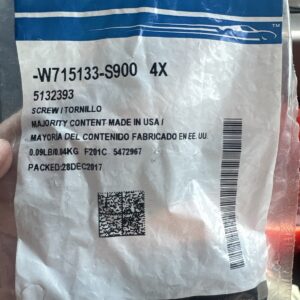 -W715133-S900 4X
5132393
SCREW/TORNILLO
MAJORITY CONTENT MADE IN USA/
MAYORÍA DEL CONTENIDO FABRICADO EN EE. UU.
0.09LB/0.04KG F201C 5472967
PACKED:28DEC2017